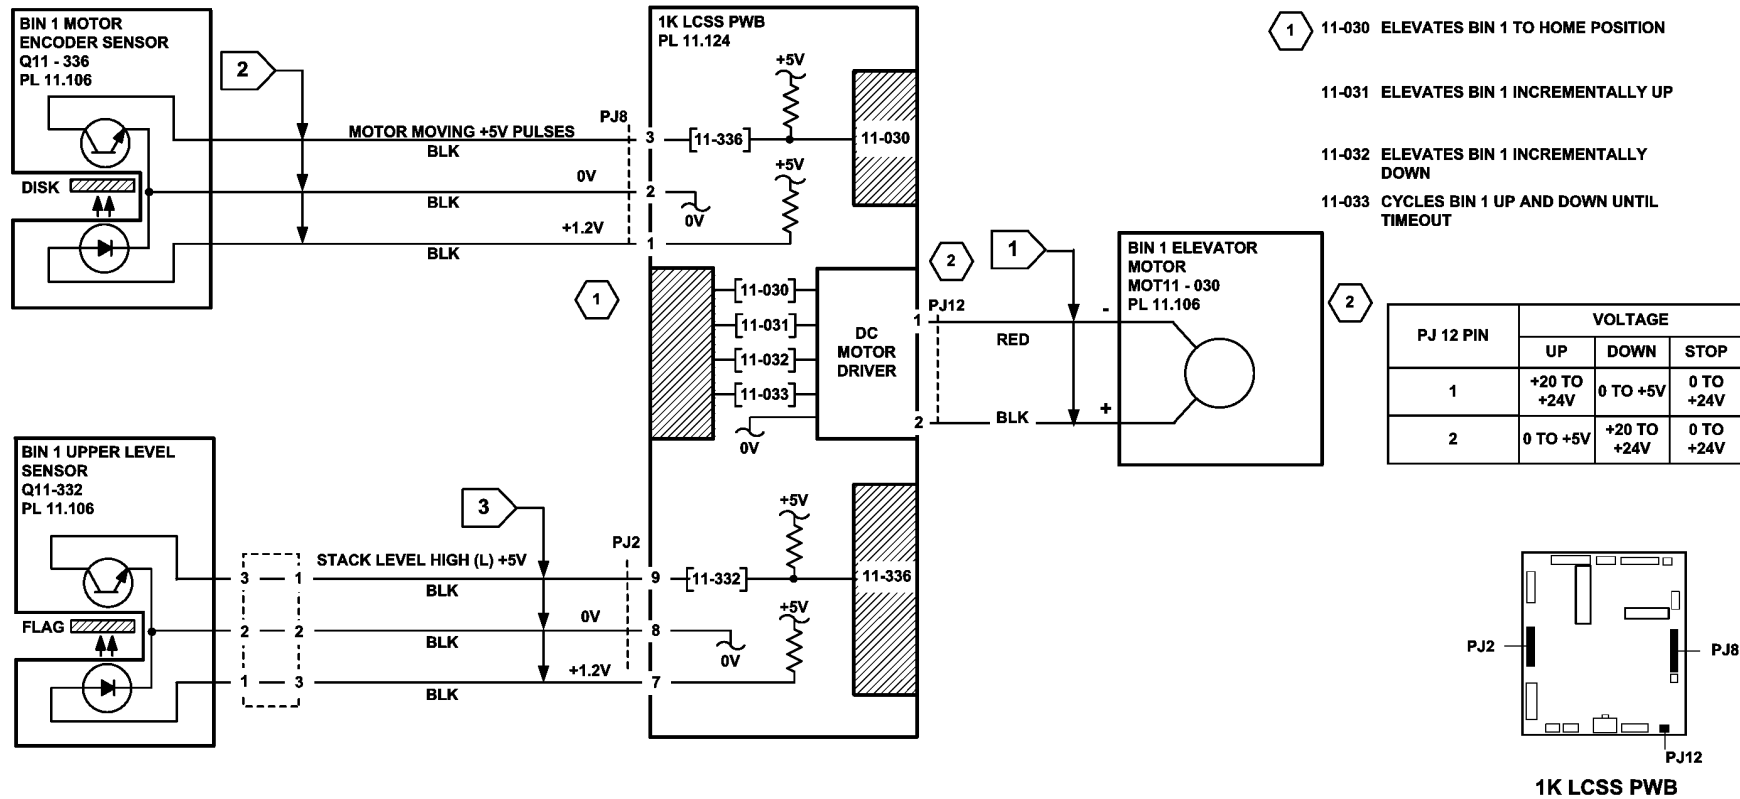 BIN 1 MOTOR
ENCODER SENSOR
Q11 - 336
PL 11.106
DISK
2
MOTOR MOVING +5V PULSES
BLK
0V
BLK
+1.2V
BLK
PJ8
3
2
1
1K LCSS PWB
PL 11.124
+5V
11-336
11-030
+5V
0V
1
11-030
11-031
11-032
11-033
0V
DC
MOTOR
DRIVER
1
2
2
PJ12
1
RED
BLK
-
+
BIN 1 ELEVATOR
MOTOR
MOT11 - 030
PL 11.106
2
1
11-030 ELEVATES BIN 1 TO HOME POSITION
11-031 ELEVATES BIN 1 INCREMENTALLY UP
11-032 ELEVATES BIN 1 INCREMENTALLY
DOWN
11-033 CYCLES BIN 1 UP AND DOWN UNTIL
TIMEOUT
PJ 12 PIN VOLTAGE
UP DOWN STOP
1 +20 TO +24V 0 TO +5V 0 TO +24V
2 0 TO +5V +20 TO +24V 0 TO +24V
BIN 1 UPPER LEVEL
SENSOR
Q11-332
PL 11.106
FLAG
3 1
2 2
1 3
3
STACK LEVEL HIGH (L) +5V
BLK
0V
BLK
+1.2V
BLK
PJ2
9
8
7
+5V
11-332
11-336
+5V
0V
PJ2
PJ8
PJ12
1K LCSS PWB